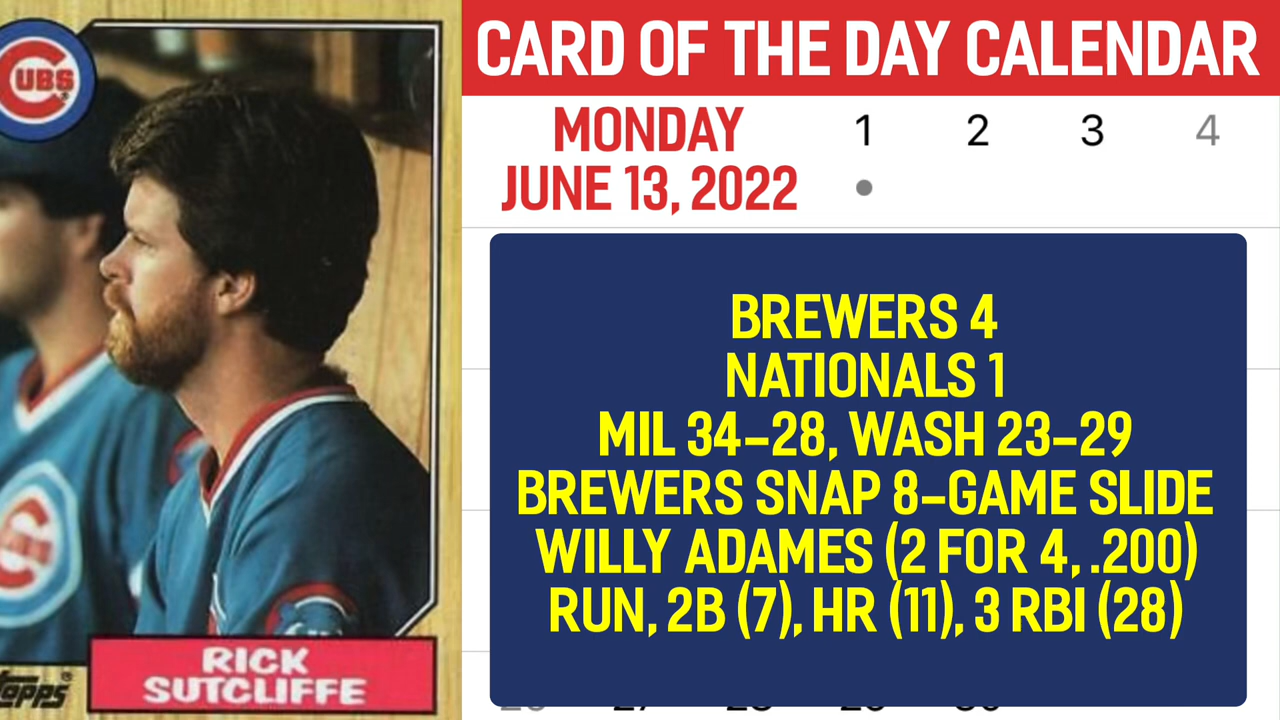 CUBS
RICK
SUTCLIFFE
topps
CARD OF THE DAY CALENDAR
MONDAY
JUNE 13, 2022
1 2 3 4
BREWERS 4
NATIONALS 1
MIL 34-28, WASH 23-29
BREWERS SNAP 8-GAME SLIDE
WILLY ADAMES (2 FOR 4, .200)
RUN, 2B (7), HR (11), 3 RBI (28)